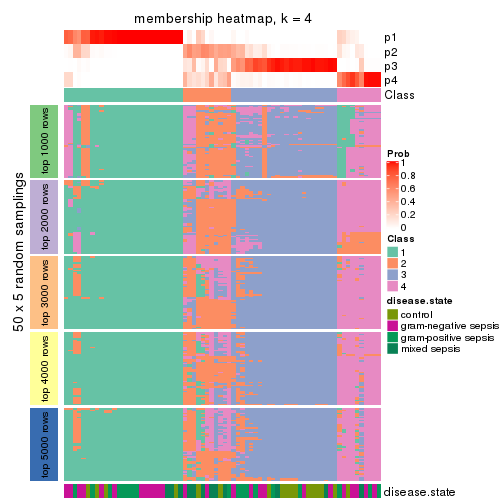 membership heatmap, k = 4
p1
p2
p3
p4
Class
50 x 5 random samplings
top 1000 rows
top 2000 rows
top 3000 rows
top 4000 rows
top 5000 rows
Prob
1
0.8
0.6
0.4
0.2
0
Class
1
2
3
4
disease.state
control
gram-negative sepsis
gram-positive sepsis
mixed sepsis
disease.state